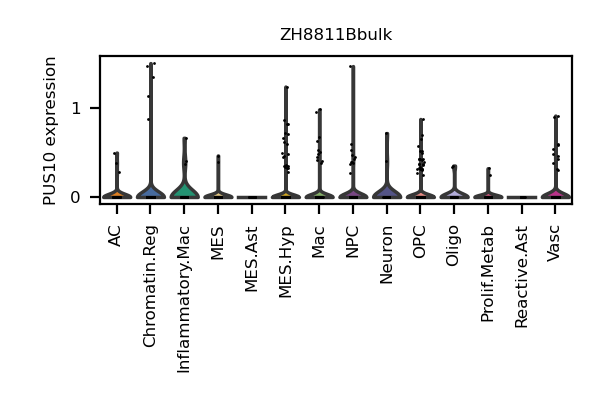 ZH8811Bbulk
PUS10 expression
1
0
AC
Chromatin.Reg
Inflammatory.Mac
MES
MES.Ast
MES.Hyp
Mac
NPC
Neuron
OPC
Oligo
Prolif.Metab
Reactive.Ast
Vasc